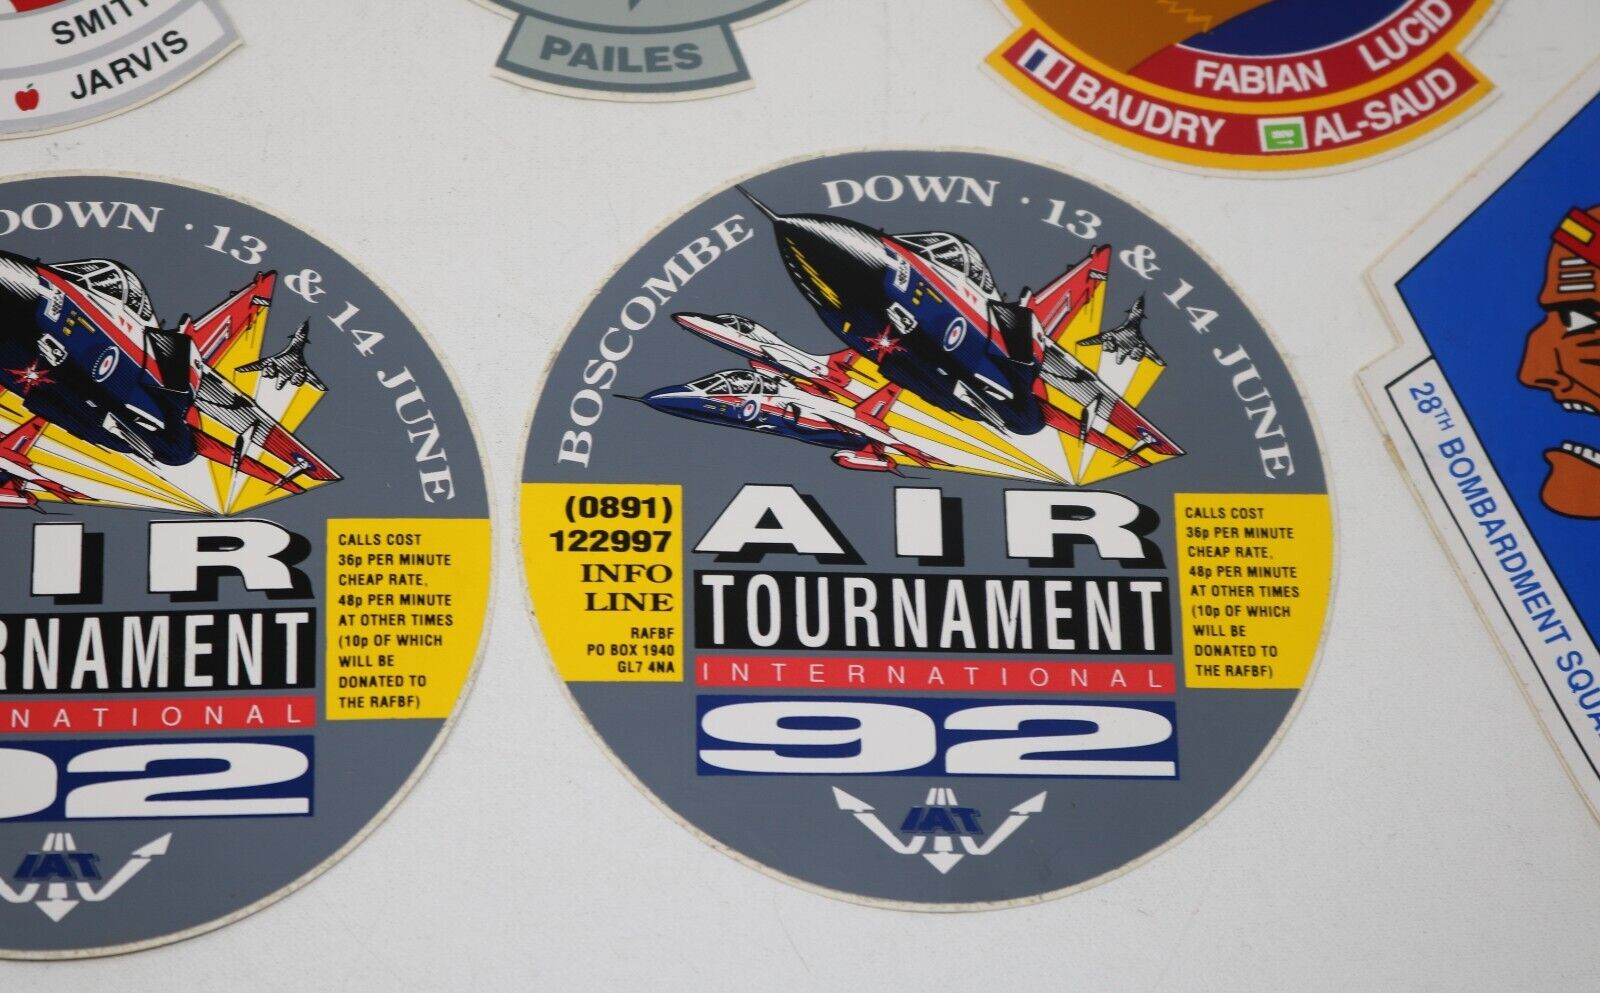 SMITH
JARVIS
PAILES
FABIAN LUCID
BAUDRY AL-SAUD
DOWN · 13 & 14 JUNE
AIR
CALLS COST
36p PER MINUTE
CHEAP RATE,
48p PER MINUTE
AT OTHER TIMES
(10p OF WHICH
WILL BE
DONATED TO
THE RAFBF)
RNAMENT
NATIONAL
92
IAT
BOSCOMBE DOWN · 13 & 14 JUNE
(0891)
122997
INFO
LINE
RAFBF
PO BOX 1940
GL7 4NA
AIR
TOURNAMENT
INTERNATIONAL
92
CALLS COST
36p PER MINUTE
CHEAP RATE,
48p PER MINUTE
AT OTHER TIMES
(10p OF WHICH
WILL BE
DONATED TO
THE RAFBF)
IAT
28TH BOMBARDMENT SQUA